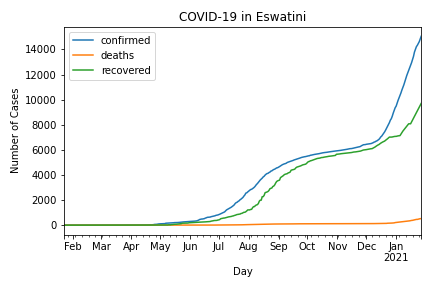 COVID-19 in Eswatini
confirmed
deaths
recovered
Number of Cases
14000
12000
10000
8000
6000
4000
2000
0
Feb Mar Apr May Jun Jul Aug Sep Oct Nov Dec Jan
2021
Day